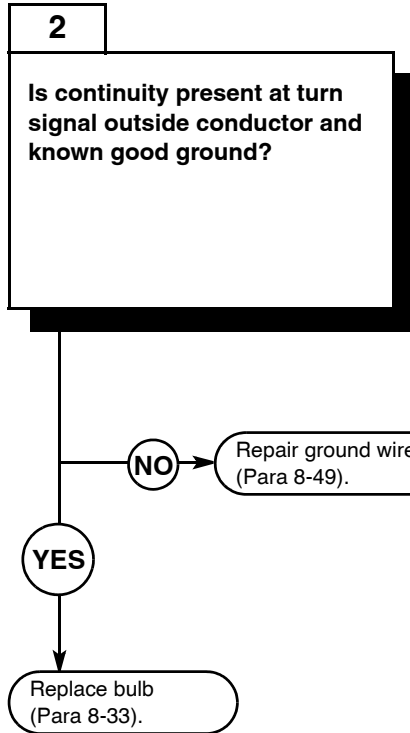 2
Is continuity present at turn
signal outside conductor and
known good ground?
NO
Repair ground wire
(Para 8-49).
YES
Replace bulb
(Para 8-33).